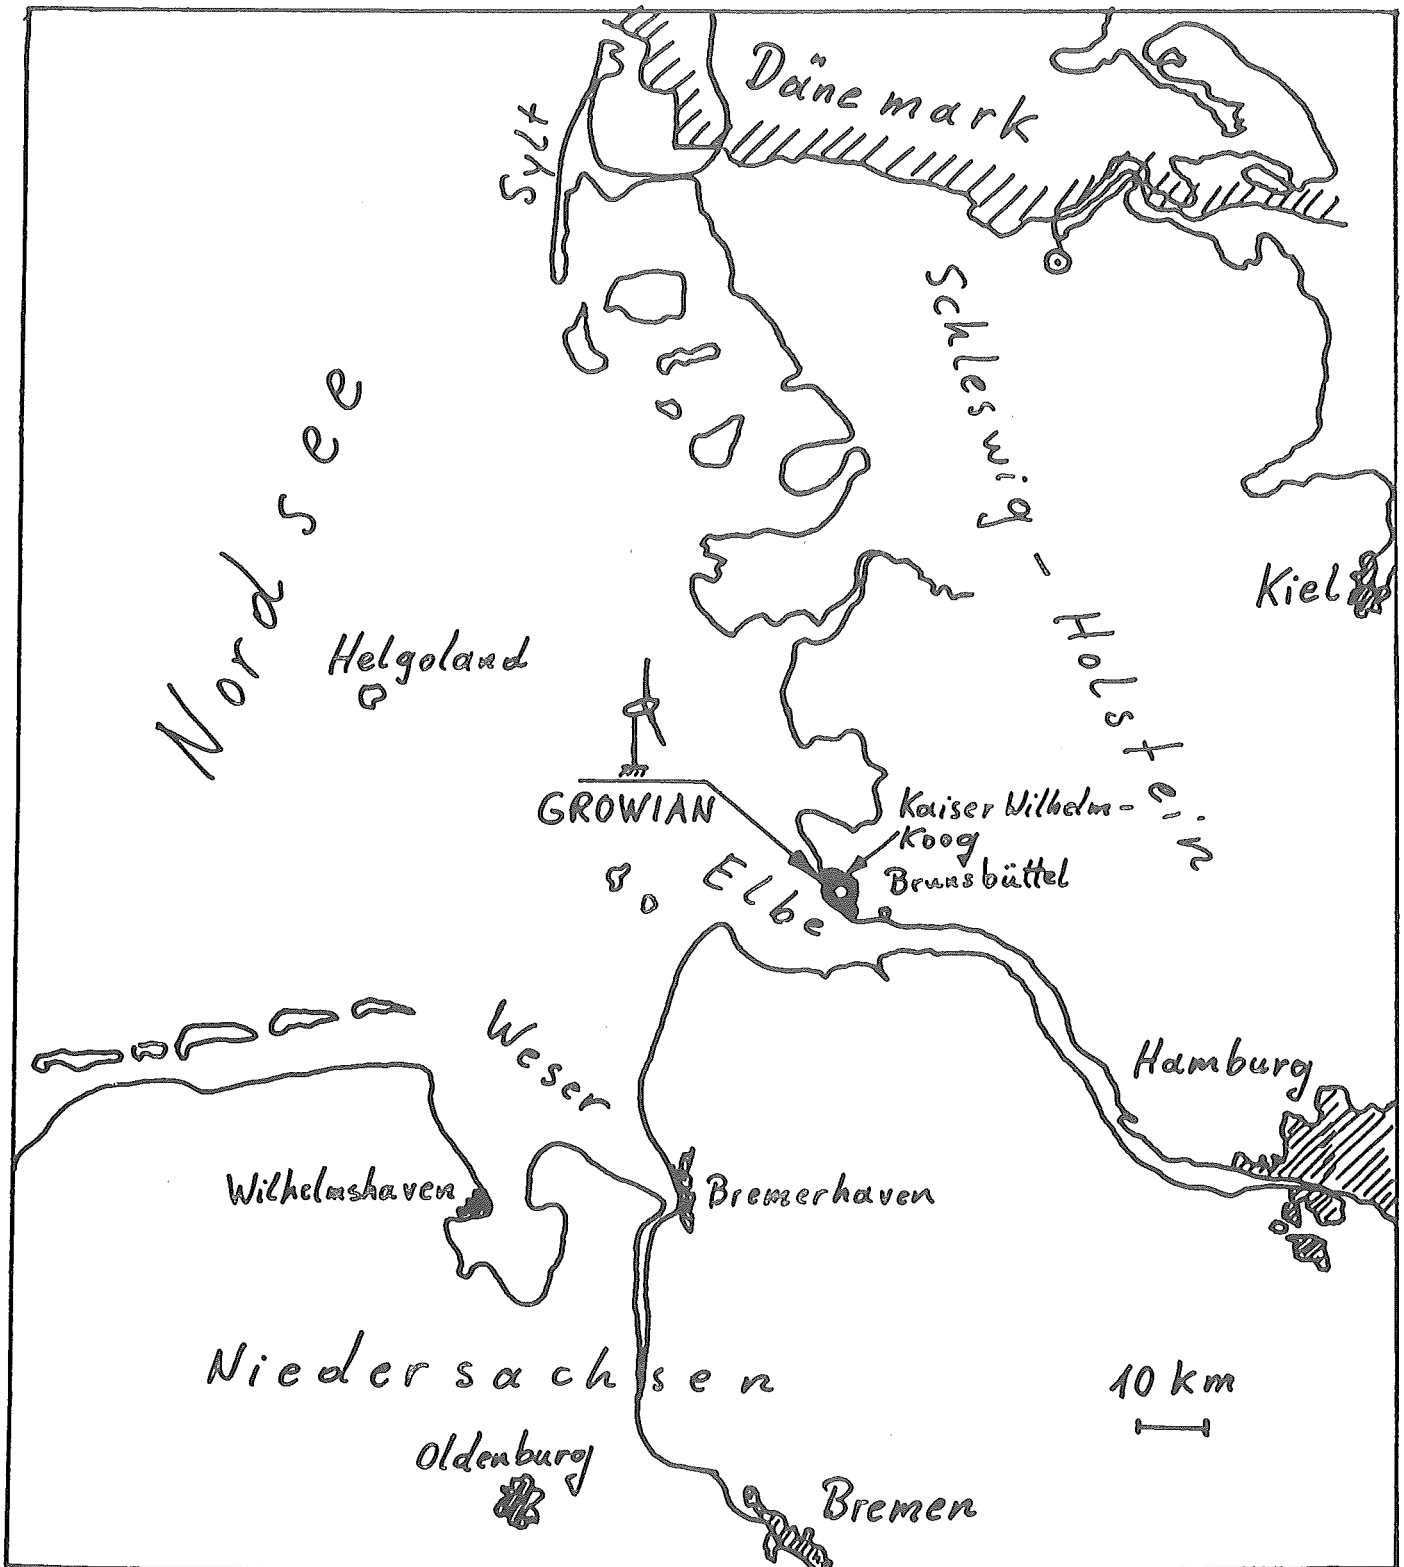 Dänemark
Sylt
Schleswig-Holstein
Nordsee
Kiel
Helgoland
GROWIAN
Kaiser Wilhelm-
Koog
Brunsbüttel
Elbe
Weser
Hamburg
Wilhelmshaven
Bremerhaven
Niedersachsen
10 km
Oldenburg
Bremen